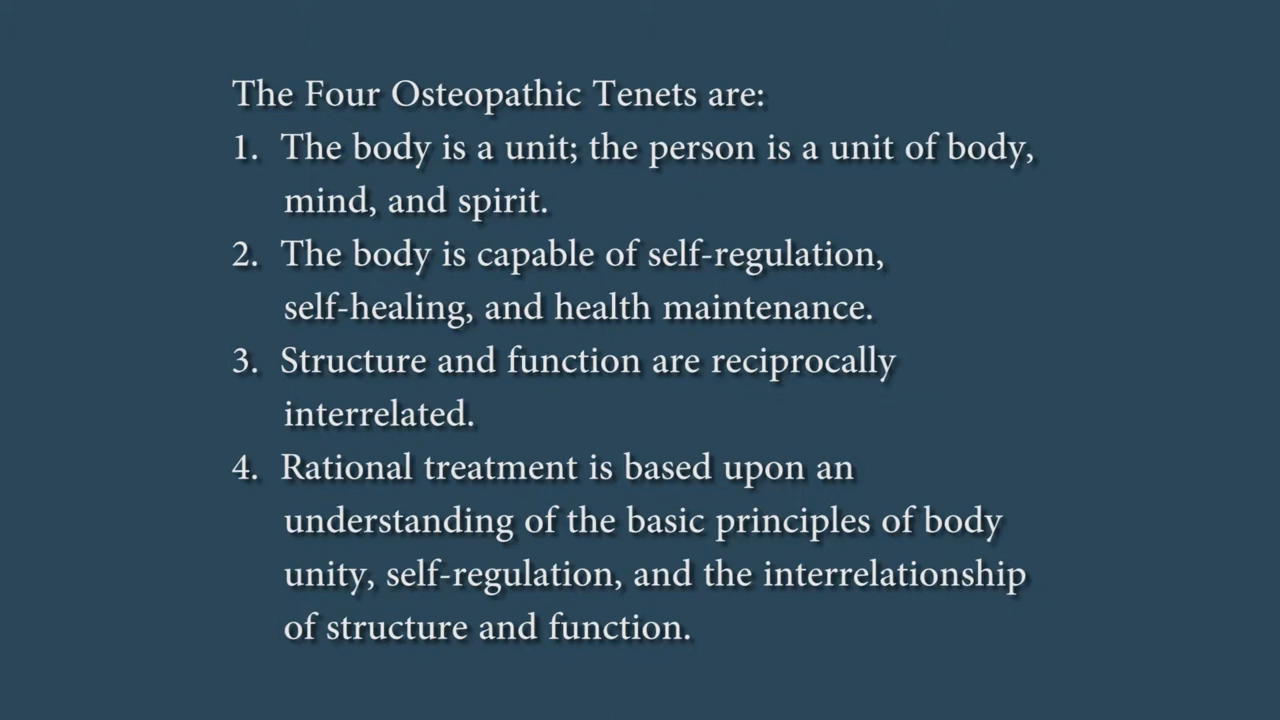 The Four Osteopathic Tenets are:
1. The body is a unit; the person is a unit of body,
mind, and spirit.
2. The body is capable of self-regulation,
self-healing, and health maintenance.
3. Structure and function are reciprocally
interrelated.
4. Rational treatment is based upon an
understanding of the basic principles of body
unity, self-regulation, and the interrelationship
of structure and function.